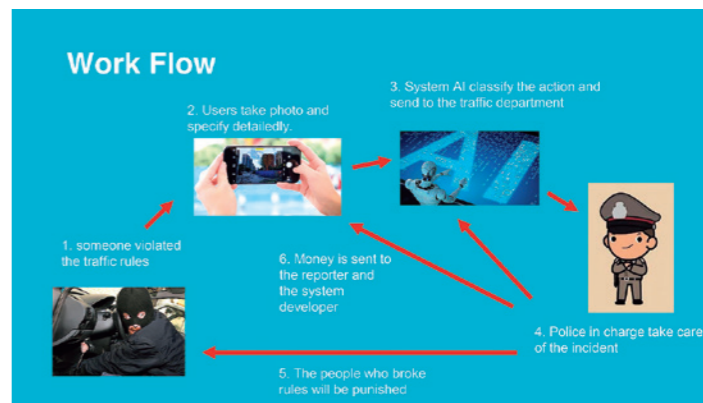 Work Flow
2. Users take photo and
specify detailedly.
3. System AI classify the action and
send to the traffic department
AI
1. someone violated
the traffic rules
6. Money is sent to
the reporter and
the system
developer
4. Police in charge take care
of the incident
5. The people who broke
rules will be punished